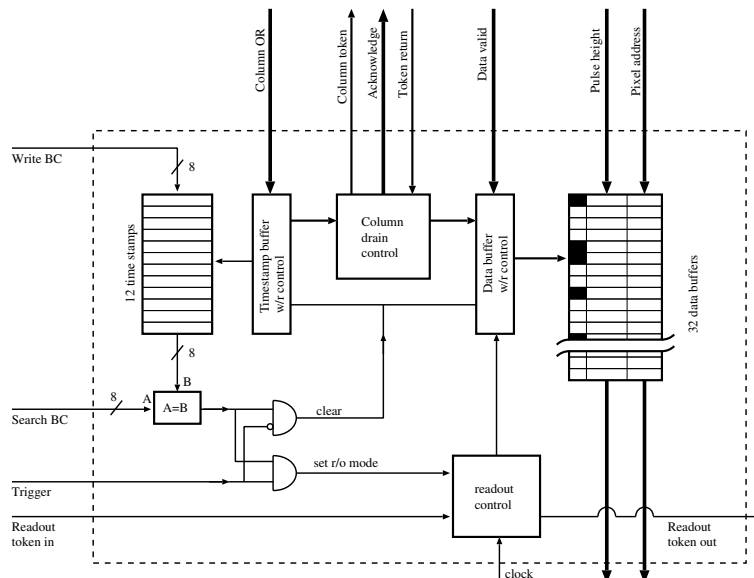 Column OR
Column token
Acknowledge
Token return
Data valid
Pulse height
Pixel address
Write BC
8
12 time stamps
Timestamp buffer
w/r control
Column
drain
control
Data buffer
w/r control
32 data buffers
8
B
8
A
A=B
Search BC
clear
set r/o mode
Trigger
readout
control
Readout
token in
Readout
token out
clock